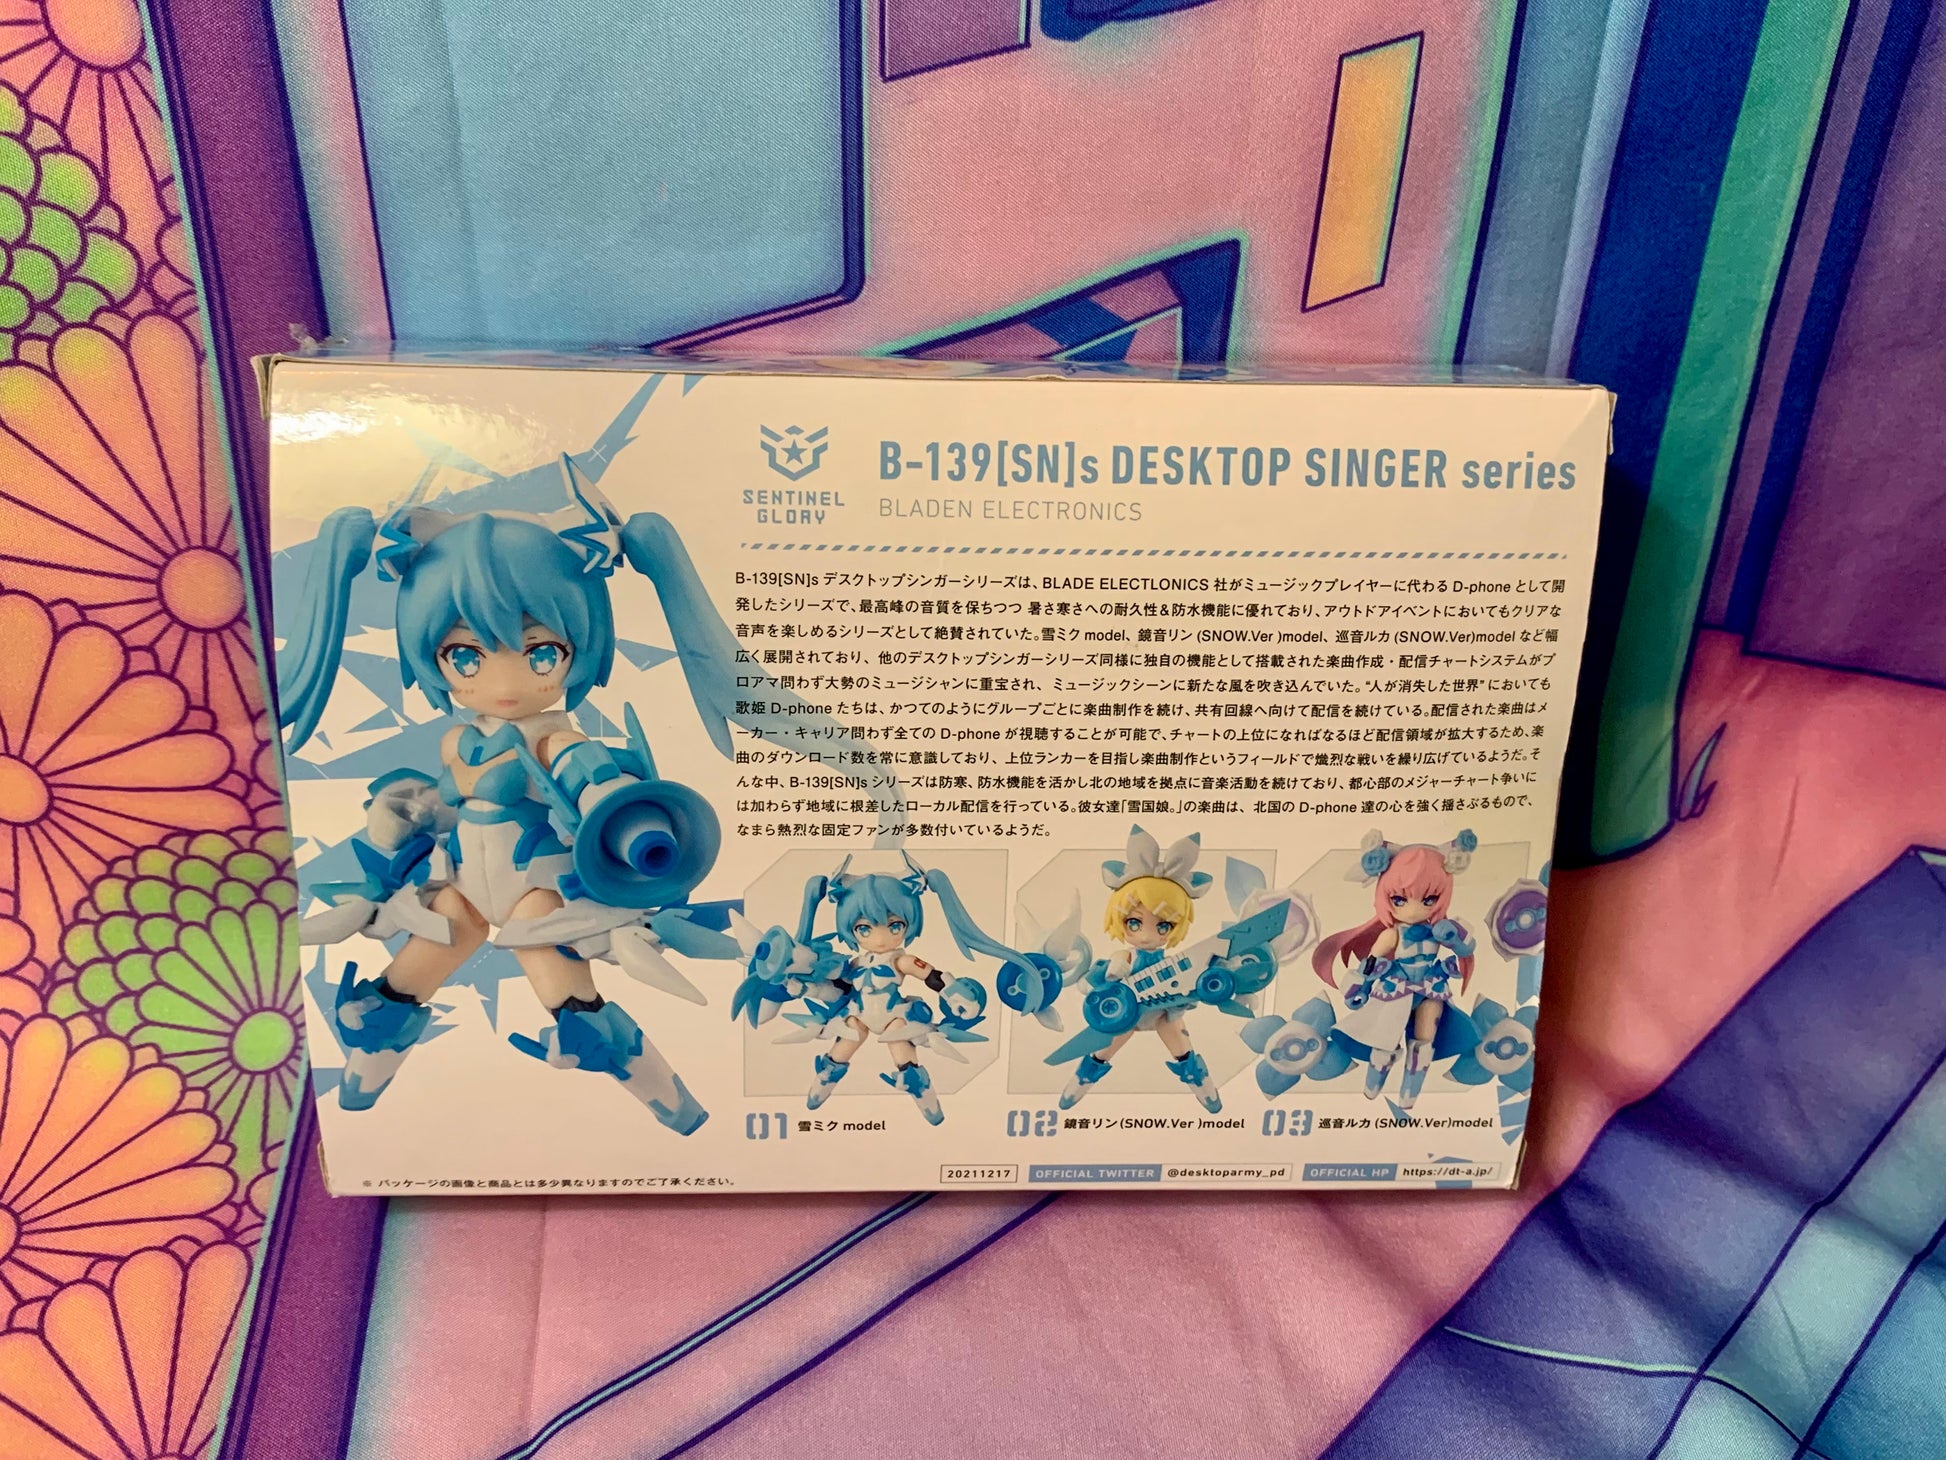 SENTINEL
GLORY
B-139[SN]s DESKTOP SINGER series
BLADEN ELECTRONICS
B-139[SN]s デスクトップシンガーシリーズは、BLADE ELECTLONICS 社がミュージックプレイヤーに代わる D-phone として開
発したシリーズで、最高峰の音質を保ちつつ 暑さ寒さへの耐久性＆防水機能に優れており、アウトドアイベントにおいてもクリアな
音声を楽しめるシリーズとして絶賛されていた。雪ミク model、鏡音リン (SNOW.Ver )model、巡音ルカ (SNOW.Ver)model など幅
広く展開されており、他のデスクトップシンガーシリーズ同様に独自の機能として搭載された楽曲作成・配信チャートシステムがプ
ロアマ問わず大勢のミュージシャンに重宝され、ミュージックシーンに新たな風を吹き込んでいた。“人が消失した世界” においても
歌姫 D-phone たちは、かつてのようにグループごとに楽曲制作を続け、共有回線へ向けて配信を続けている。配信された楽曲はメ
ーカー・キャリア問わず全ての D-phone が視聴することが可能で、チャートの上位になればなるほど配信領域が拡大するため、楽
曲のダウンロード数を常に意識しており、上位ランカーを目指し楽曲制作というフィールドで熾烈な戦いを繰り広げているようだ。そ
んな中、B-139[SN]s シリーズは防寒、防水機能を活かし北の地域を拠点に音楽活動を続けており、都心部のメジャーチャート争いに
は加わらず地域に根差したローカル配信を行っている。彼女達「雪国娘。」の楽曲は、北国の D-phone 達の心を強く揺さぶるもので、
なまら熱烈な固定ファンが多数付いているようだ。
01 雪ミク model
02 鏡音リン(SNOW.Ver )model
03 巡音ルカ (SNOW.Ver)model
※ パッケージの画像と商品とは多少異なりますのでご了承ください。
20211217
OFFICIAL TWITTER @desktoparmy_pd
OFFICIAL HP https://dt-a.jp/